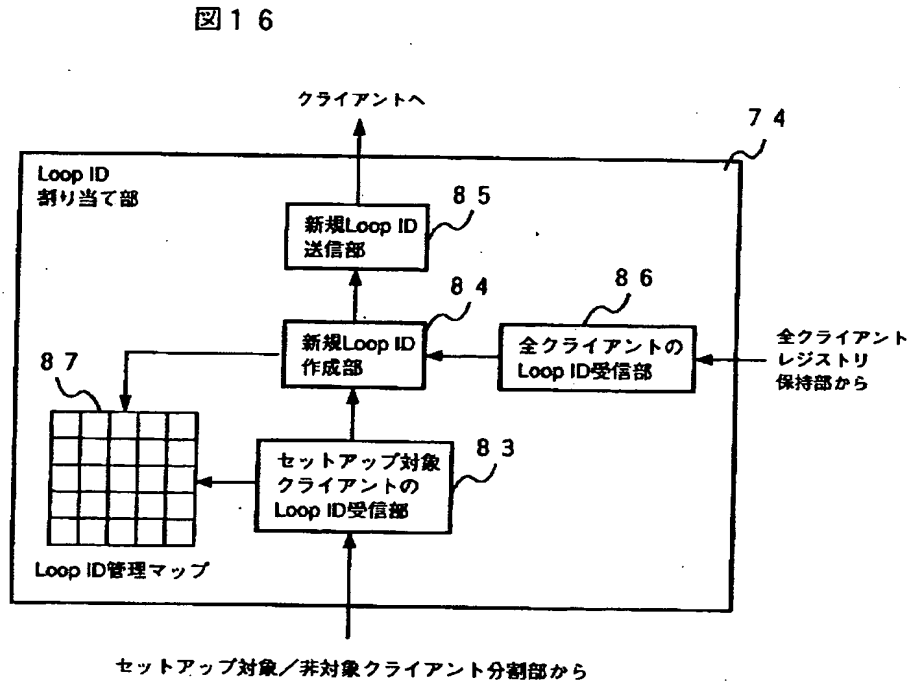 図16
クライアントへ
74
Loop ID
割り当て部
85
新規Loop ID
送信部
84
86
新規Loop ID
作成部
全クライアントの
Loop ID受信部
全クライアント
レジストリ
保持部から
87
83
セットアップ対象
クライアントの
Loop ID受信部
Loop ID管理マップ
セットアップ対象/非対象クライアント分割部から